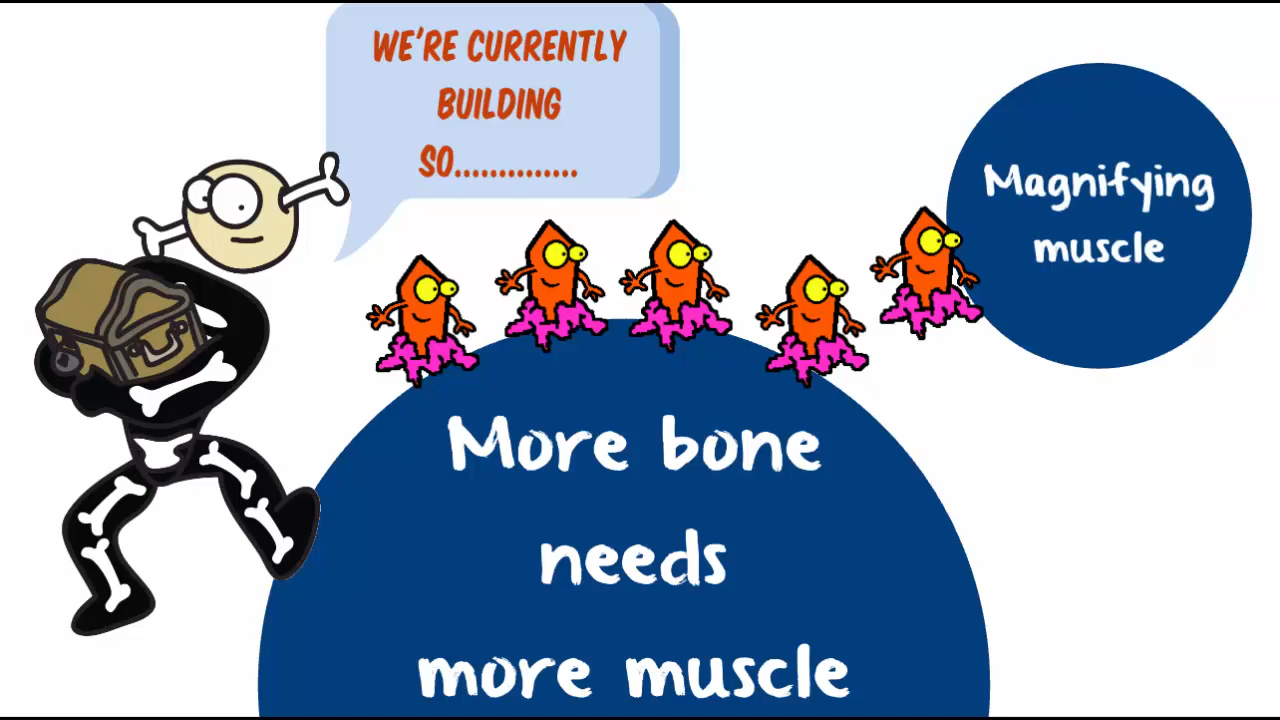 WE'RE CURRENTLY
BUILDING
SO..............
Magnifying
muscle
More bone
needs
more muscle